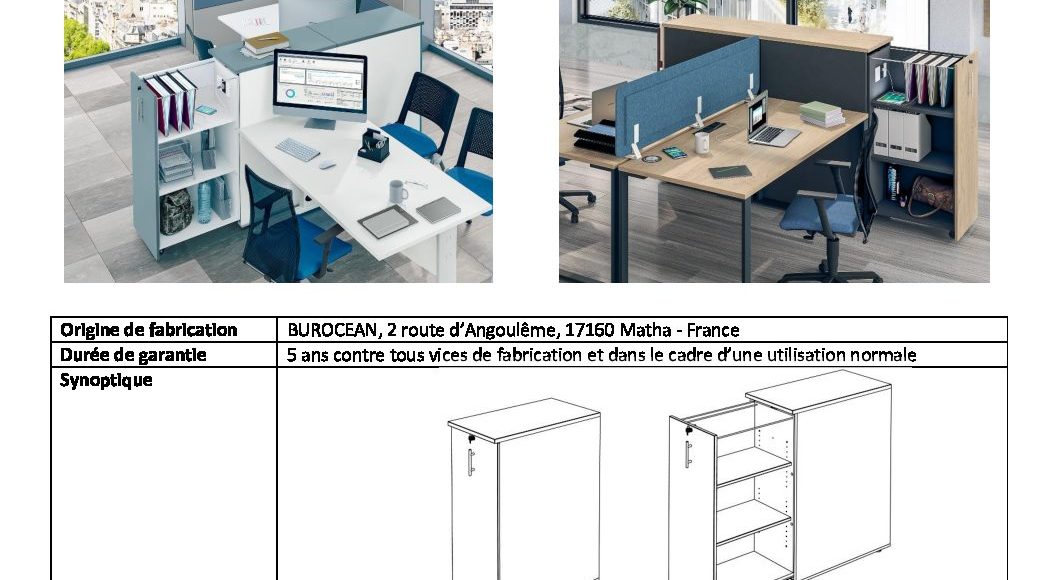 Origine de fabrication
BUROCEAN, 2 route d’Angoulême, 17160 Matha - France
Durée de garantie
5 ans contre tous vices de fabrication et dans le cadre d’une utilisation normale
Synoptique